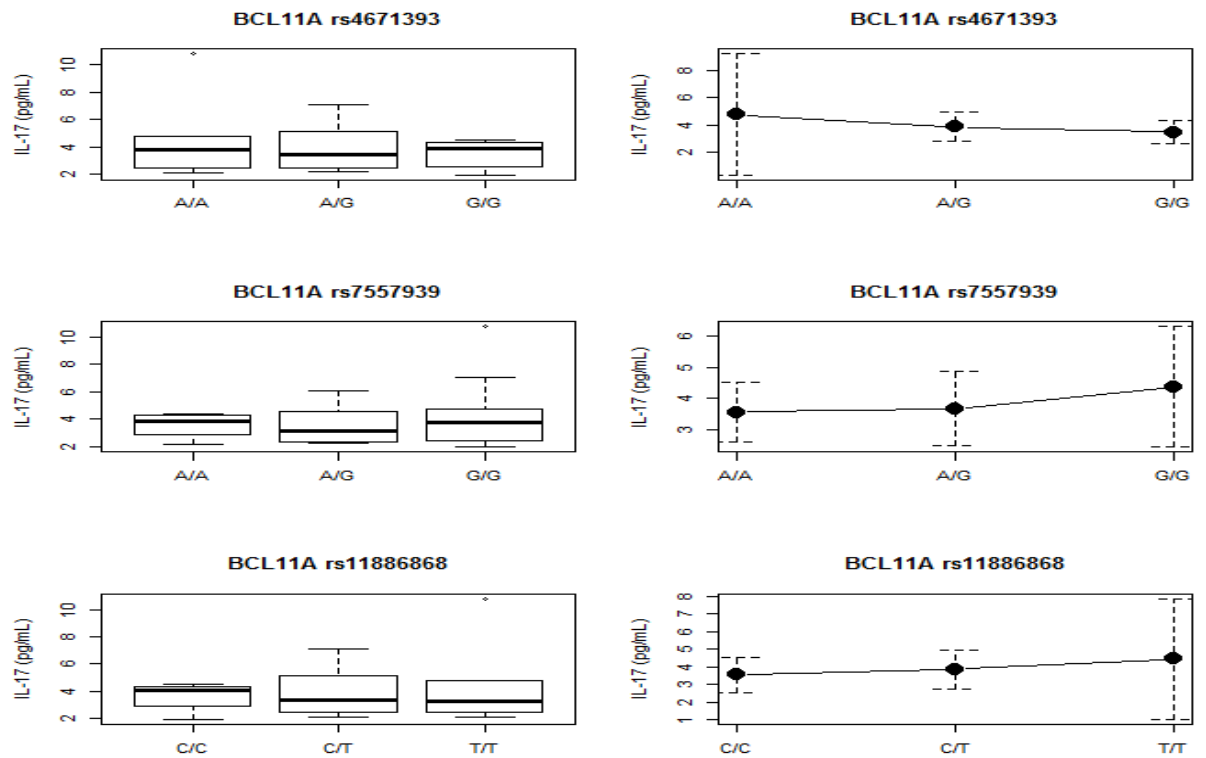 BCL11A rs4671393
IL-17 (pg/mL)
10
8
6
4
2
A/A A/G G/G
BCL11A rs4671393
IL-17 (pg/mL)
8
6
4
2
A/A A/G G/G
BCL11A rs7557939
IL-17 (pg/mL)
10
8
6
4
2
A/A A/G G/G
BCL11A rs7557939
IL-17 (pg/mL)
6
5
4
3
A/A A/G G/G
BCL11A rs11886868
IL-17 (pg/mL)
10
8
6
4
2
C/C C/T T/T
BCL11A rs11886868
IL-17 (pg/mL)
8
7
6
5
4
3
2
1
C/C C/T T/T